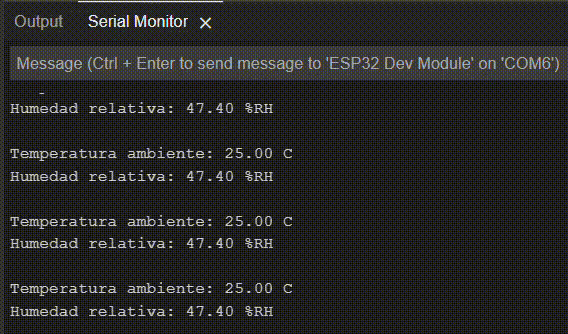 Output Serial Monitor
Message (Ctrl + Enter to send message to 'ESP32 Dev Module' on 'COM6')
Humedad relativa: 47.40 %RH
Temperatura ambiente: 25.00 C
Humedad relativa: 47.40 %RH
Temperatura ambiente: 25.00 C
Humedad relativa: 47.40 %RH
Temperatura ambiente: 25.00 C
Humedad relativa: 47.40 %RH